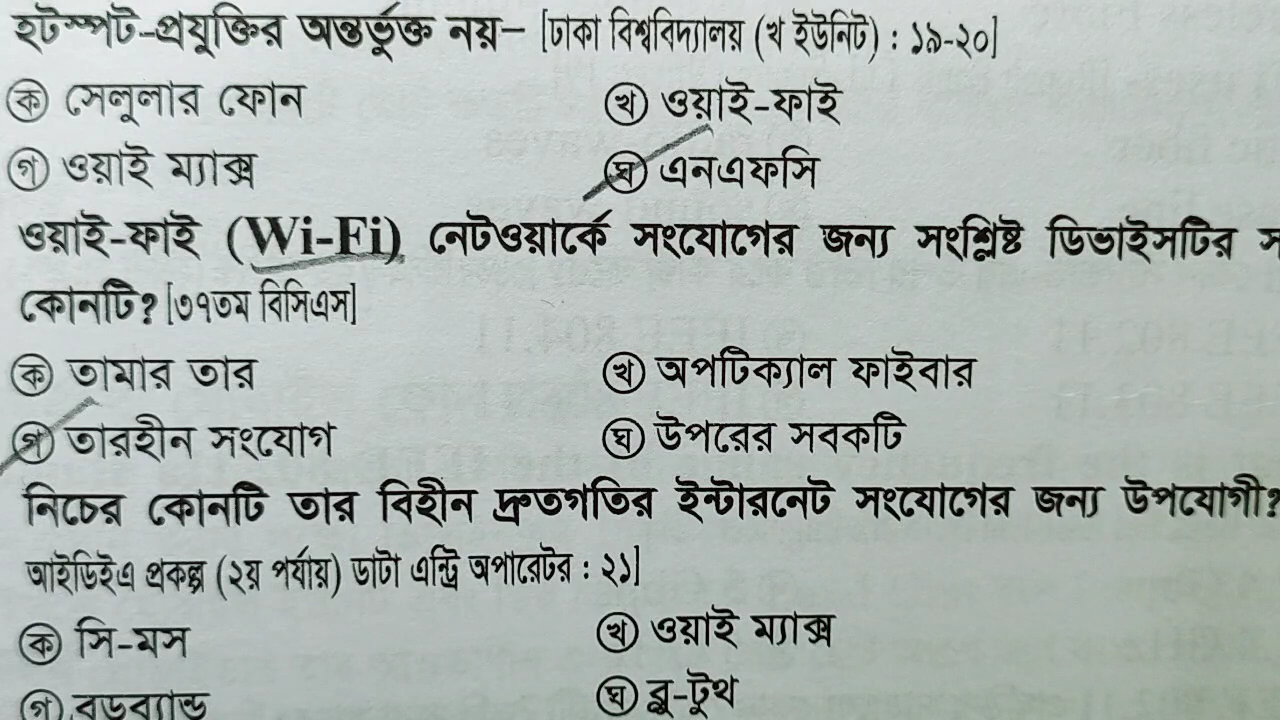 হটস্পট-প্রযুক্তির অন্তর্ভুক্ত নয়– [ঢাকা বিশ্ববিদ্যালয় (খ ইউনিট) : ১৯-২০]
ক সেলুলার ফোন খ ওয়াই-ফাই
গ ওয়াই ম্যাক্স ঘ এনএফসি
ওয়াই-ফাই (Wi-Fi) নেটওয়ার্কে সংযোগের জন্য সংশ্লিষ্ট ডিভাইসটির
কোনটি? [৩৭তম বিসিএস]
ক তামার তার খ অপটিক্যাল ফাইবার
গ তারহীন সংযোগ ঘ উপরের সবকটি
নিচের কোনটি তার বিহীন দ্রুতগতির ইন্টারনেট সংযোগের জন্য উপযোগী?
আইডিইএ প্রকল্প (২য় পর্যায়) ডাটা এন্ট্রি অপারেটর : ২১]
ক সি-মস খ ওয়াই ম্যাক্স
গ ব্রডব্যান্ড ঘ ব্লু-টুথ